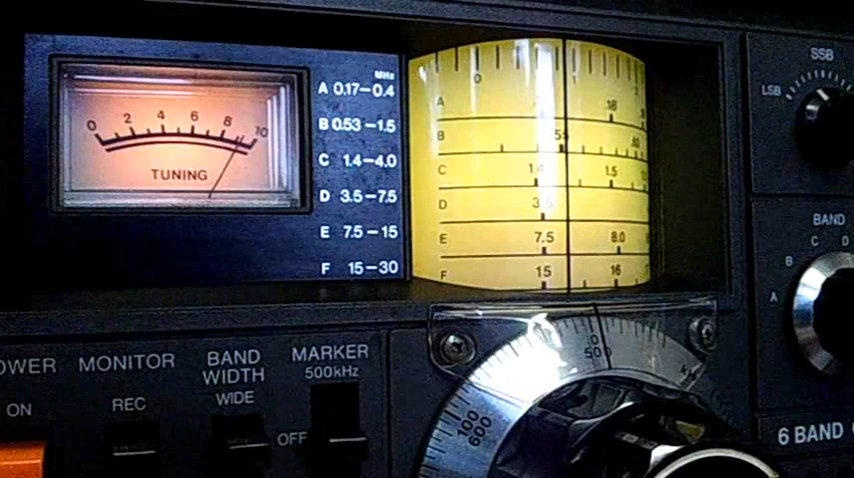 SSB
LSB
MHz
A 0.17–0.4
B 0.53–1.5
C 1.4–4.0
D 3.5–7.5
E 7.5–15
F 15–30
0 2 4 6 8 10
TUNING
0 1
A .18
B 55 .60
C 1.4 1.5
D 3.5
E 7.5 8.0
F 15 16
BAND
A B C D
0
500
100
600
MONITOR
REC
BAND
WIDTH
WIDE
MARKER
500kHz
OFF
ON
6 BAND